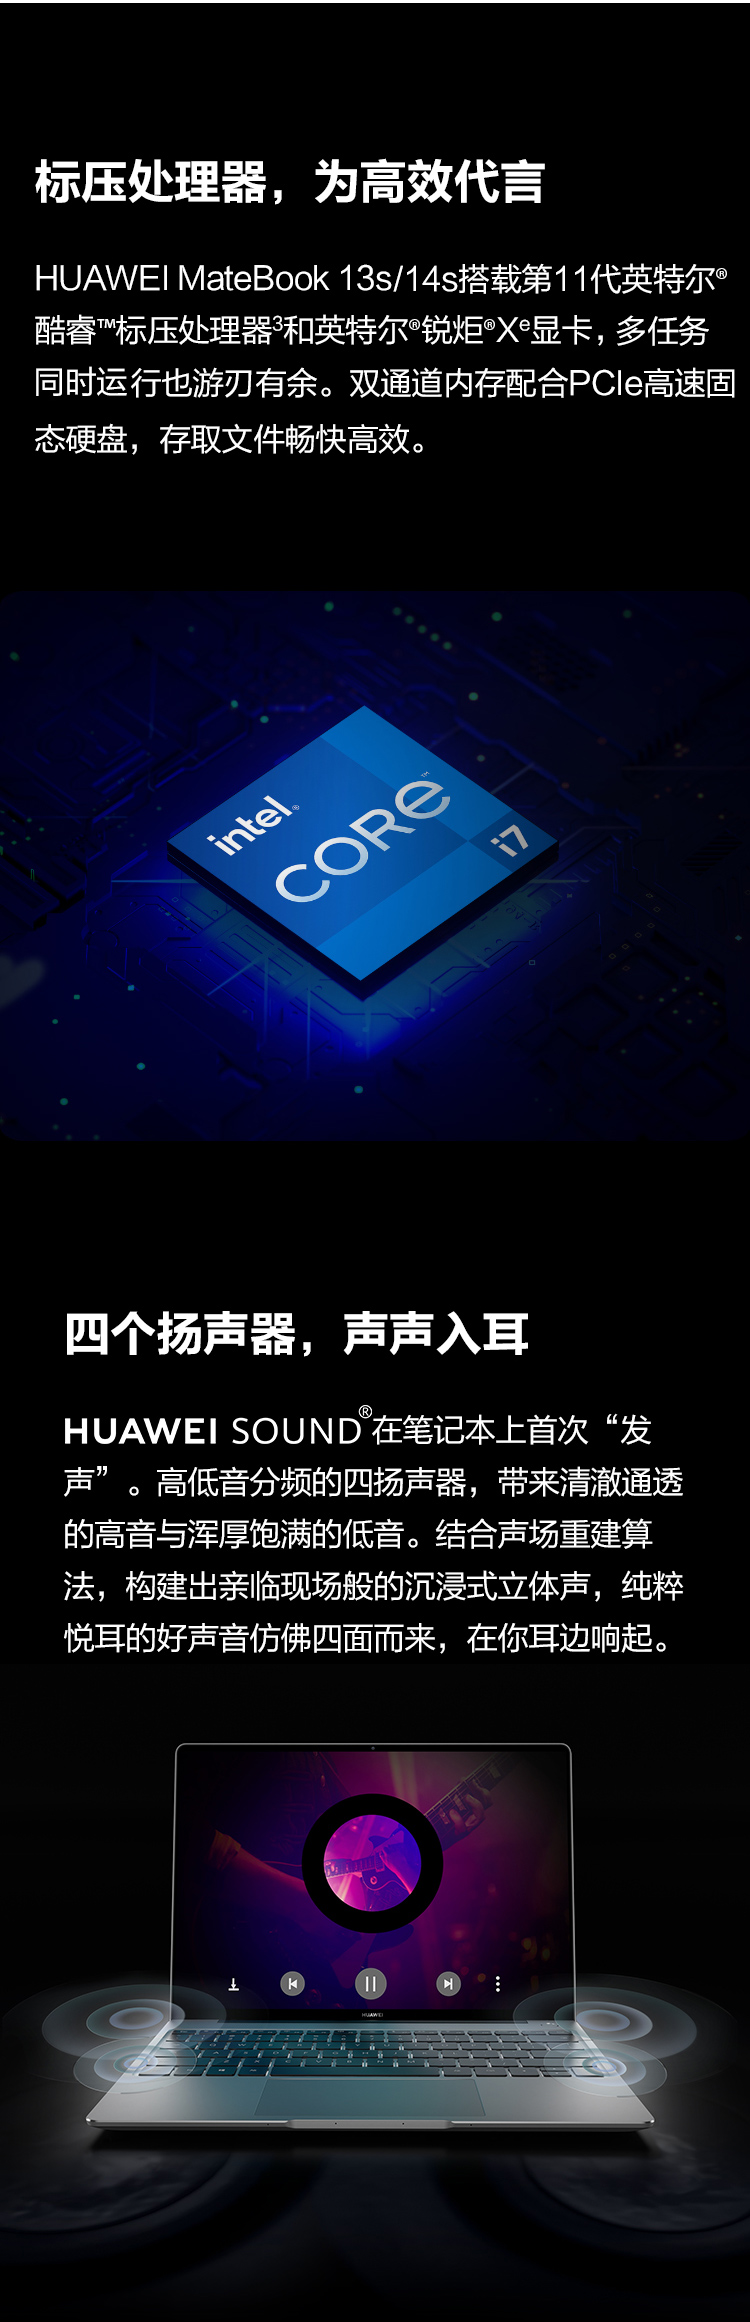 标压处理器，为高效代言
HUAWEI MateBook 13s/14s搭载第11代英特尔®
酷睿™标压处理器³和英特尔®锐炬®Xᵉ显卡，多任务
同时运行也游刃有余。双通道内存配合PCIe高速固
态硬盘，存取文件畅快高效。
intel®
CORe™
i7
四个扬声器，声声入耳
HUAWEI SOUND®在笔记本上首次“发
声”。高低音分频的四扬声器，带来清澈通透
的高音与浑厚饱满的低音。结合声场重建算
法，构建出亲临现场般的沉浸式立体声，纯粹
悦耳的好声音仿佛四面而来，在你耳边响起。
HUAWEI